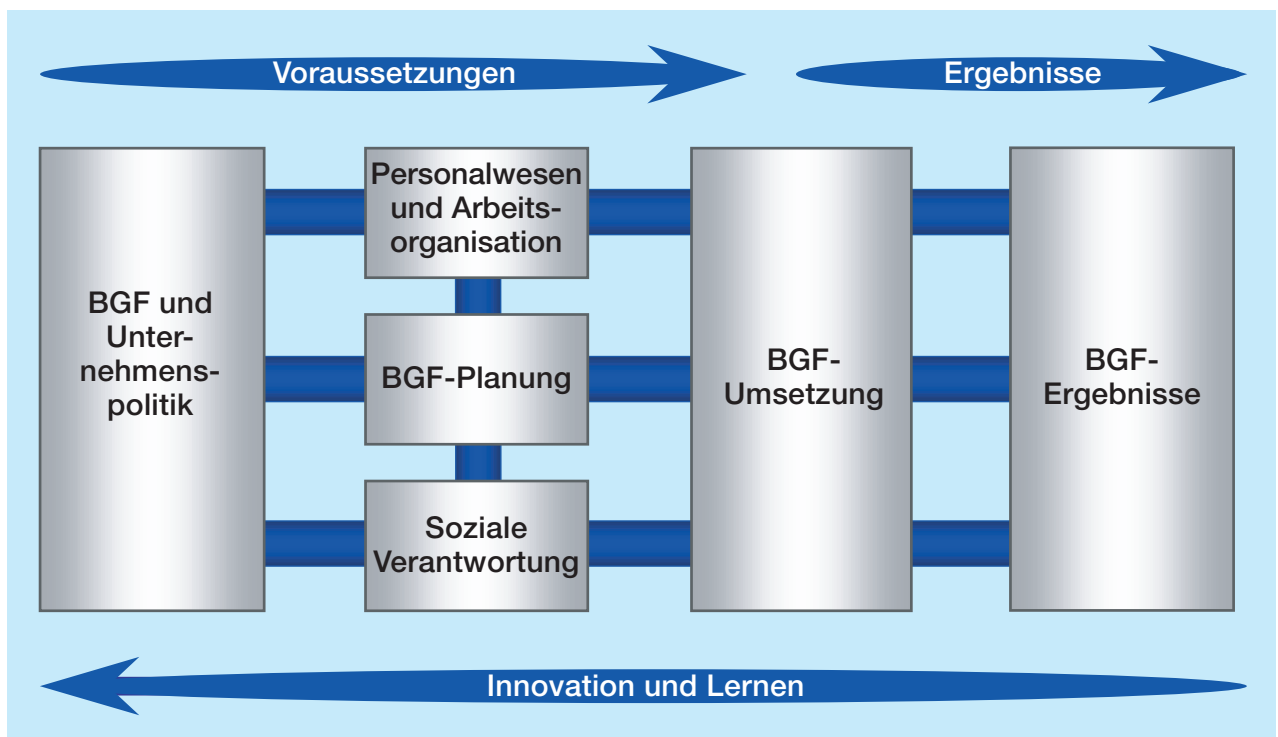 Voraussetzungen
Ergebnisse
BGF und
Unter-
nehmens-
politik
Personalwesen
und Arbeits-
organisation
BGF-Planung
Soziale
Verantwortung
BGF-
Umsetzung
BGF-
Ergebnisse
Innovation und Lernen